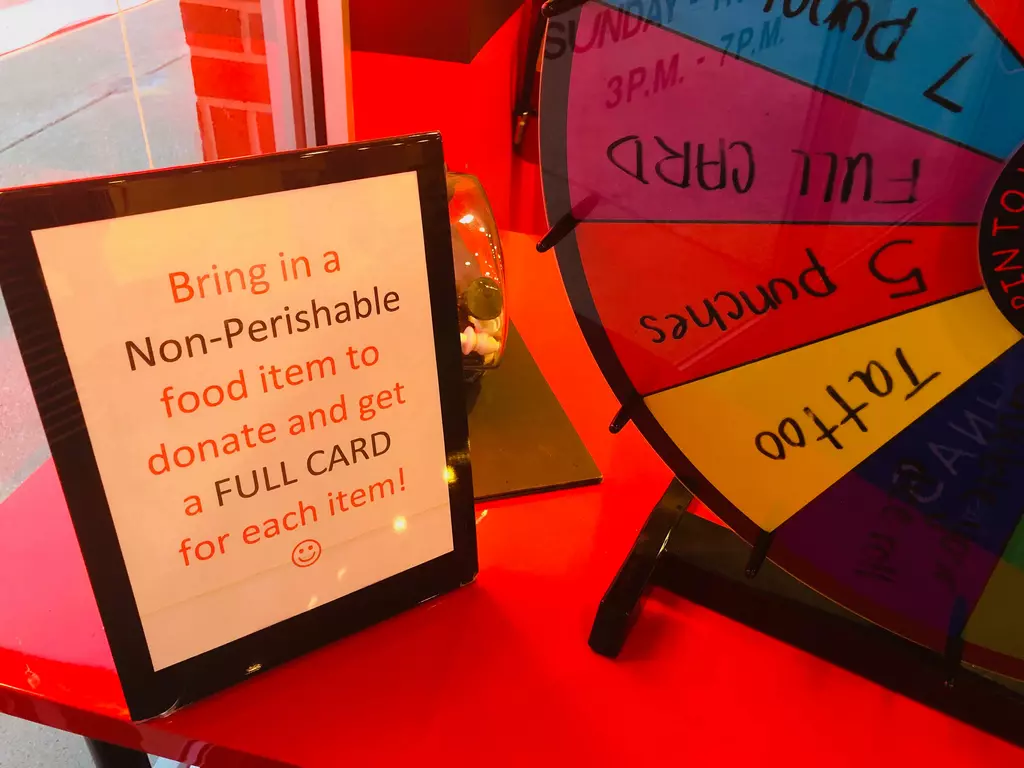 Bring in a
Non-Perishable
food item to
donate and get
a FULL CARD
for each item!
SUNDAY -
3P.M. - 7P.M.
7 punch
FULL CARD
5 punches
Tattoo